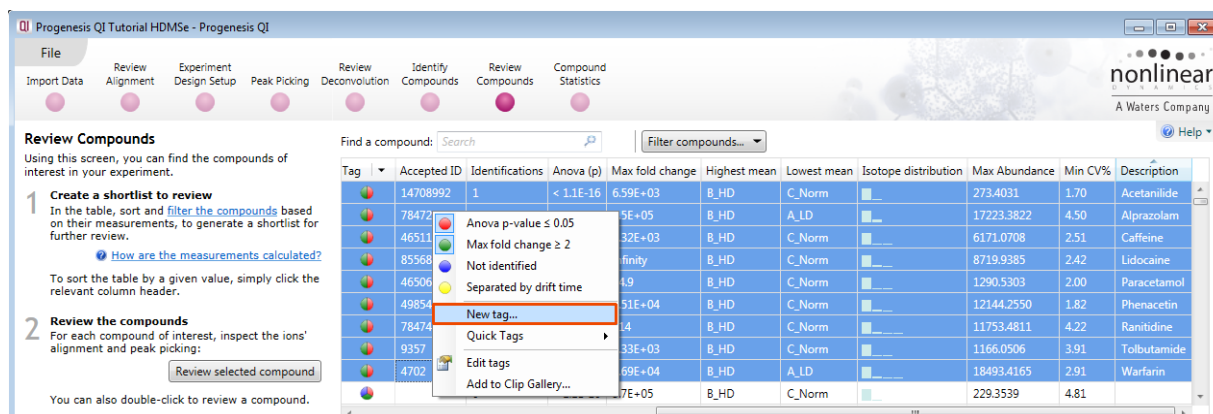 Progenesis QI Tutorial HDMSe - Progenesis QI
File
Import Data
Review Alignment
Experiment Design Setup
Peak Picking
Review Deconvolution
Identify Compounds
Review Compounds
Compound Statistics
nonlinear
DYNAMICS
A Waters Company
Help
Review Compounds
Using this screen, you can find the compounds of
interest in your experiment.
1 Create a shortlist to review
In the table, sort and filter the compounds based
on their measurements, to generate a shortlist for
further review.
How are the measurements calculated?
To sort the table by a given value, simply click the
relevant column header.
2 Review the compounds
For each compound of interest, inspect the ions'
alignment and peak picking:
Review selected compound
You can also double-click to review a compound.
Find a compound: Search Filter compounds...
Tag Accepted ID Identifications Anova (p) Max fold change Highest mean Lowest mean Isotope distribution Max Abundance Min CV% Description
14708992 1 < 1.1E-16 6.59E+03 B_HD C_Norm 273.4031 1.70 Acetanilide
78472 5E+05 B_HD A_LD 17223.3822 4.50 Alprazolam
46511 32E+03 B_HD C_Norm 6171.0708 2.51 Caffeine
85568 finity B_HD C_Norm 8719.9385 2.42 Lidocaine
46506 4.9 B_HD C_Norm 1290.5303 2.00 Paracetamol
49854 51E+04 B_HD C_Norm 12144.2550 1.82 Phenacetin
78474 14 B_HD C_Norm 11753.4811 4.22 Ranitidine
9357 33E+03 B_HD C_Norm 1166.0506 3.91 Tolbutamide
4702 69E+04 B_HD A_LD 18493.4165 2.91 Warfarin
7E+05 B_HD C_Norm 229.3539 4.81
Anova p-value ≤ 0.05
Max fold change ≥ 2
Not identified
Separated by drift time
New tag...
Quick Tags
Edit tags
Add to Clip Gallery...